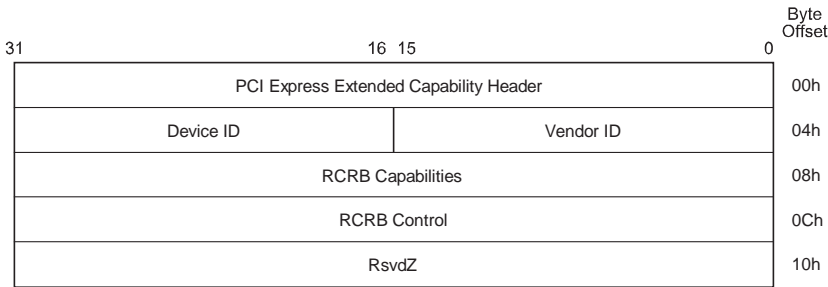 Byte
Offset
31 16 15 0
PCI Express Extended Capability Header 00h
Device ID Vendor ID 04h
RCRB Capabilities 08h
RCRB Control 0Ch
RsvdZ 10h